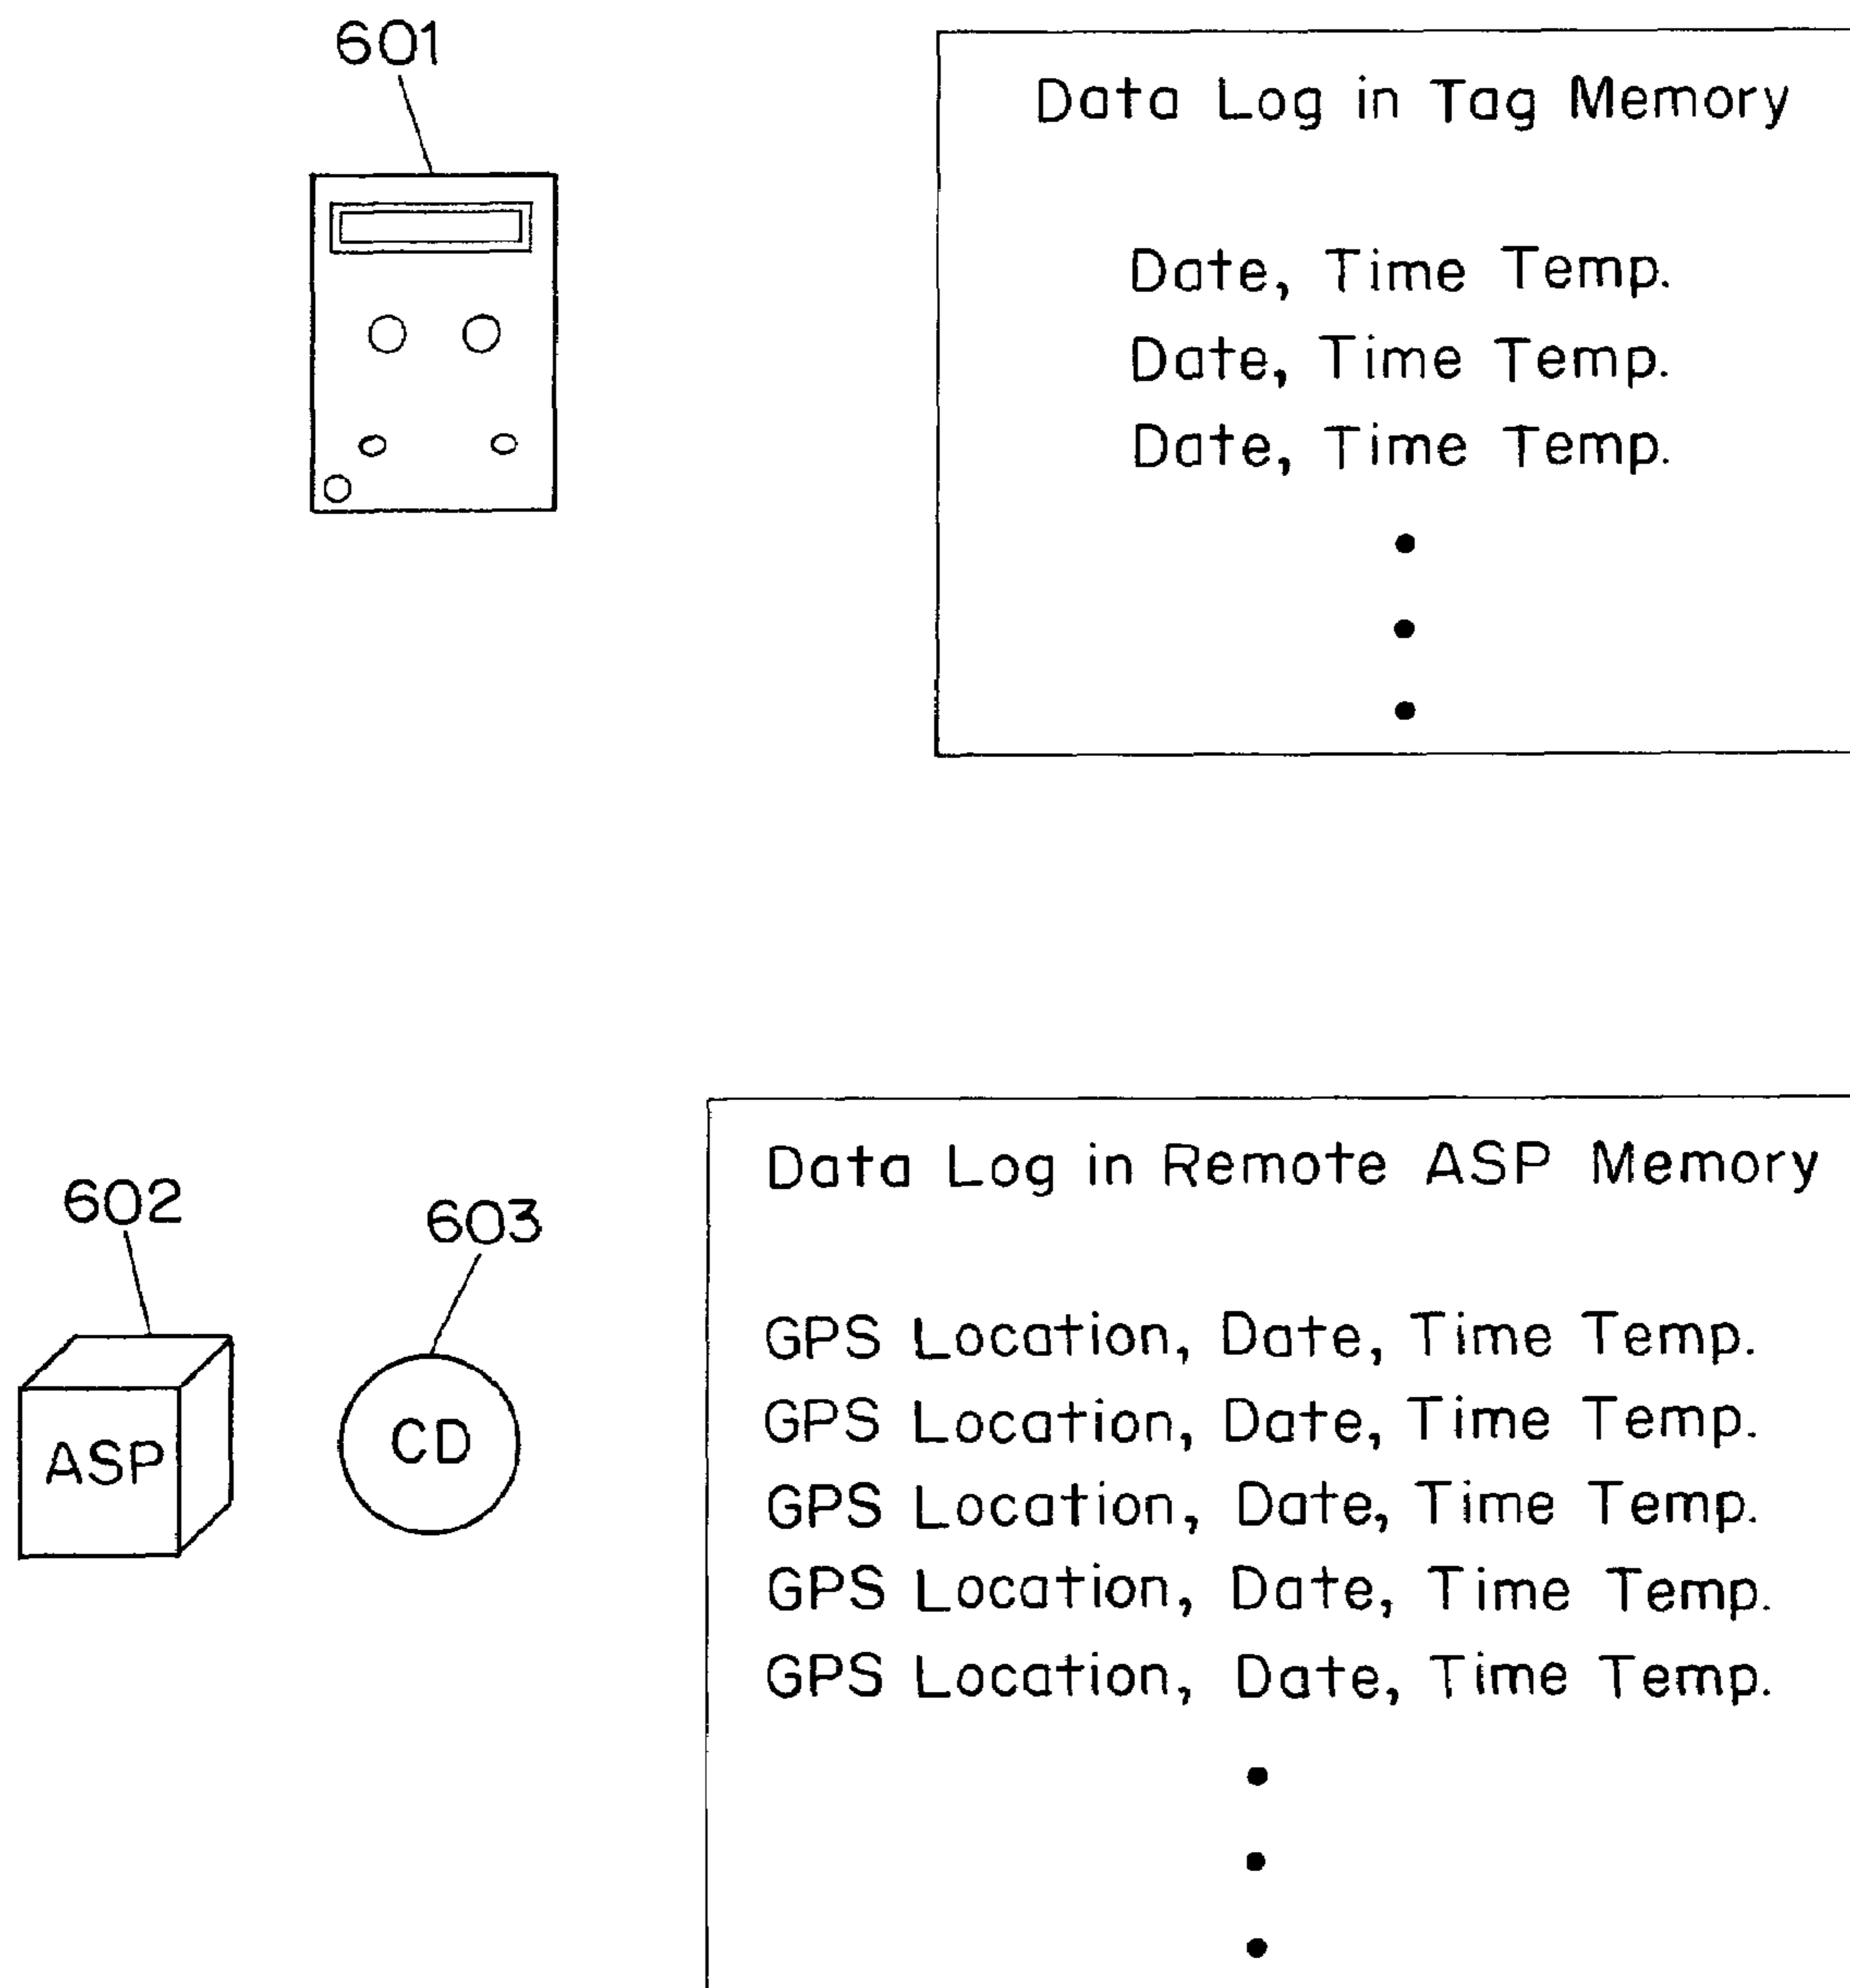 601
Data Log in Tag Memory
Date, Time Temp.
Date, Time Temp.
Date, Time Temp.
602
603
ASP
CD
Data Log in Remote ASP Memory
GPS Location, Date, Time Temp.
GPS Location, Date, Time Temp.
GPS Location, Date, Time Temp.
GPS Location, Date, Time Temp.
GPS Location, Date, Time Temp.